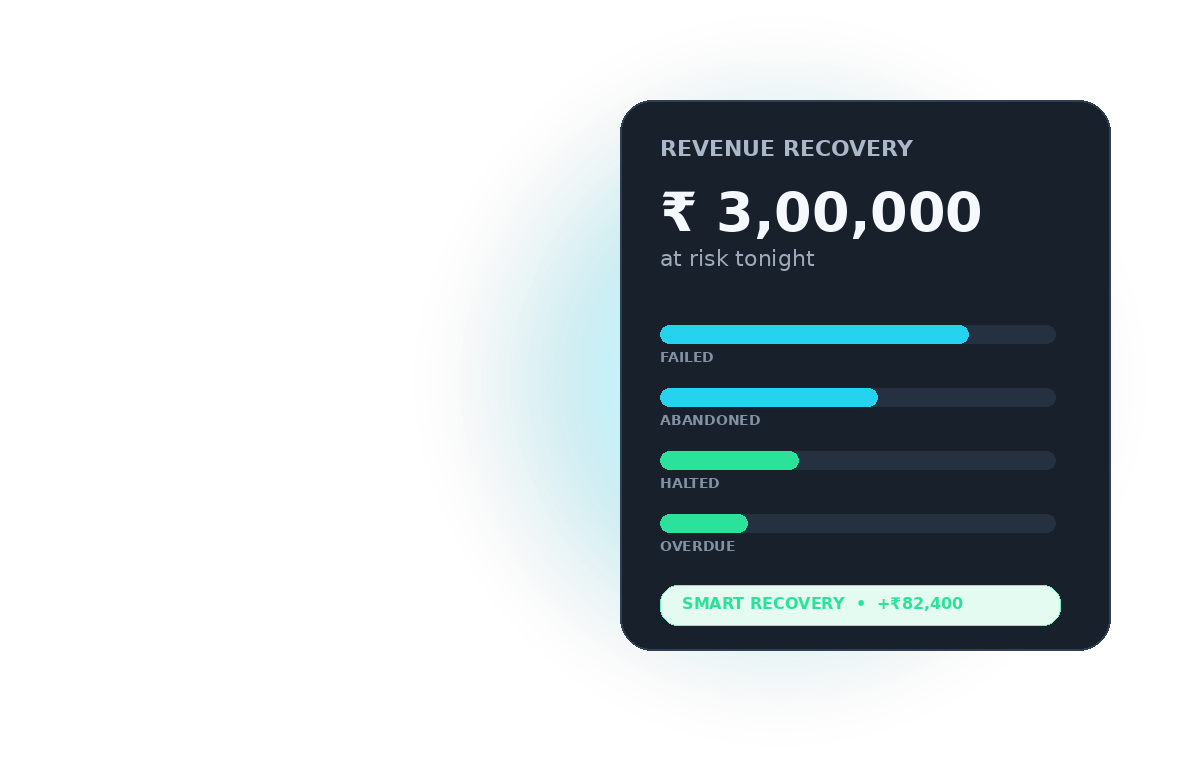 REVENUE RECOVERY
₹ 3,00,000
at risk tonight
FAILED
ABANDONED
HALTED
OVERDUE
SMART RECOVERY • +₹82,400